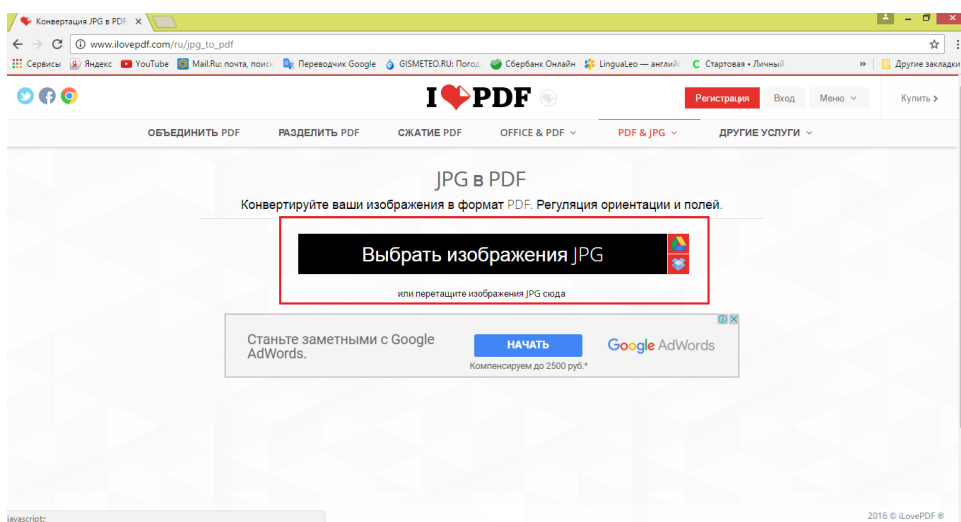 Конвертация JPG в PDF.
www.ilovepdf.com/ru/jpg_to_pdf
Сервисы Яндекс YouTube Mail.Ru: почта, поиск Переводчик Google GISMETEO.RU: Погод Сбербанк Онлайн LinguaLeo — английс Стартовая • Личный » Другие закладки
I PDF Регистрация Вход Меню Купить >
ОБЪЕДИНИТЬ PDF РАЗДЕЛИТЬ PDF СЖАТИЕ PDF OFFICE & PDF PDF & JPG ДРУГИЕ УСЛУГИ
JPG в PDF
Конвертируйте ваши изображения в формат PDF. Регуляция ориентации и полей.
Выбрать изображения JPG
или перетащите изображения JPG сюда
Станьте заметными с Google
AdWords.
НАЧАТЬ
Компенсируем до 2500 руб.*
Google AdWords
2016 © iLovePDF ®
javascript: